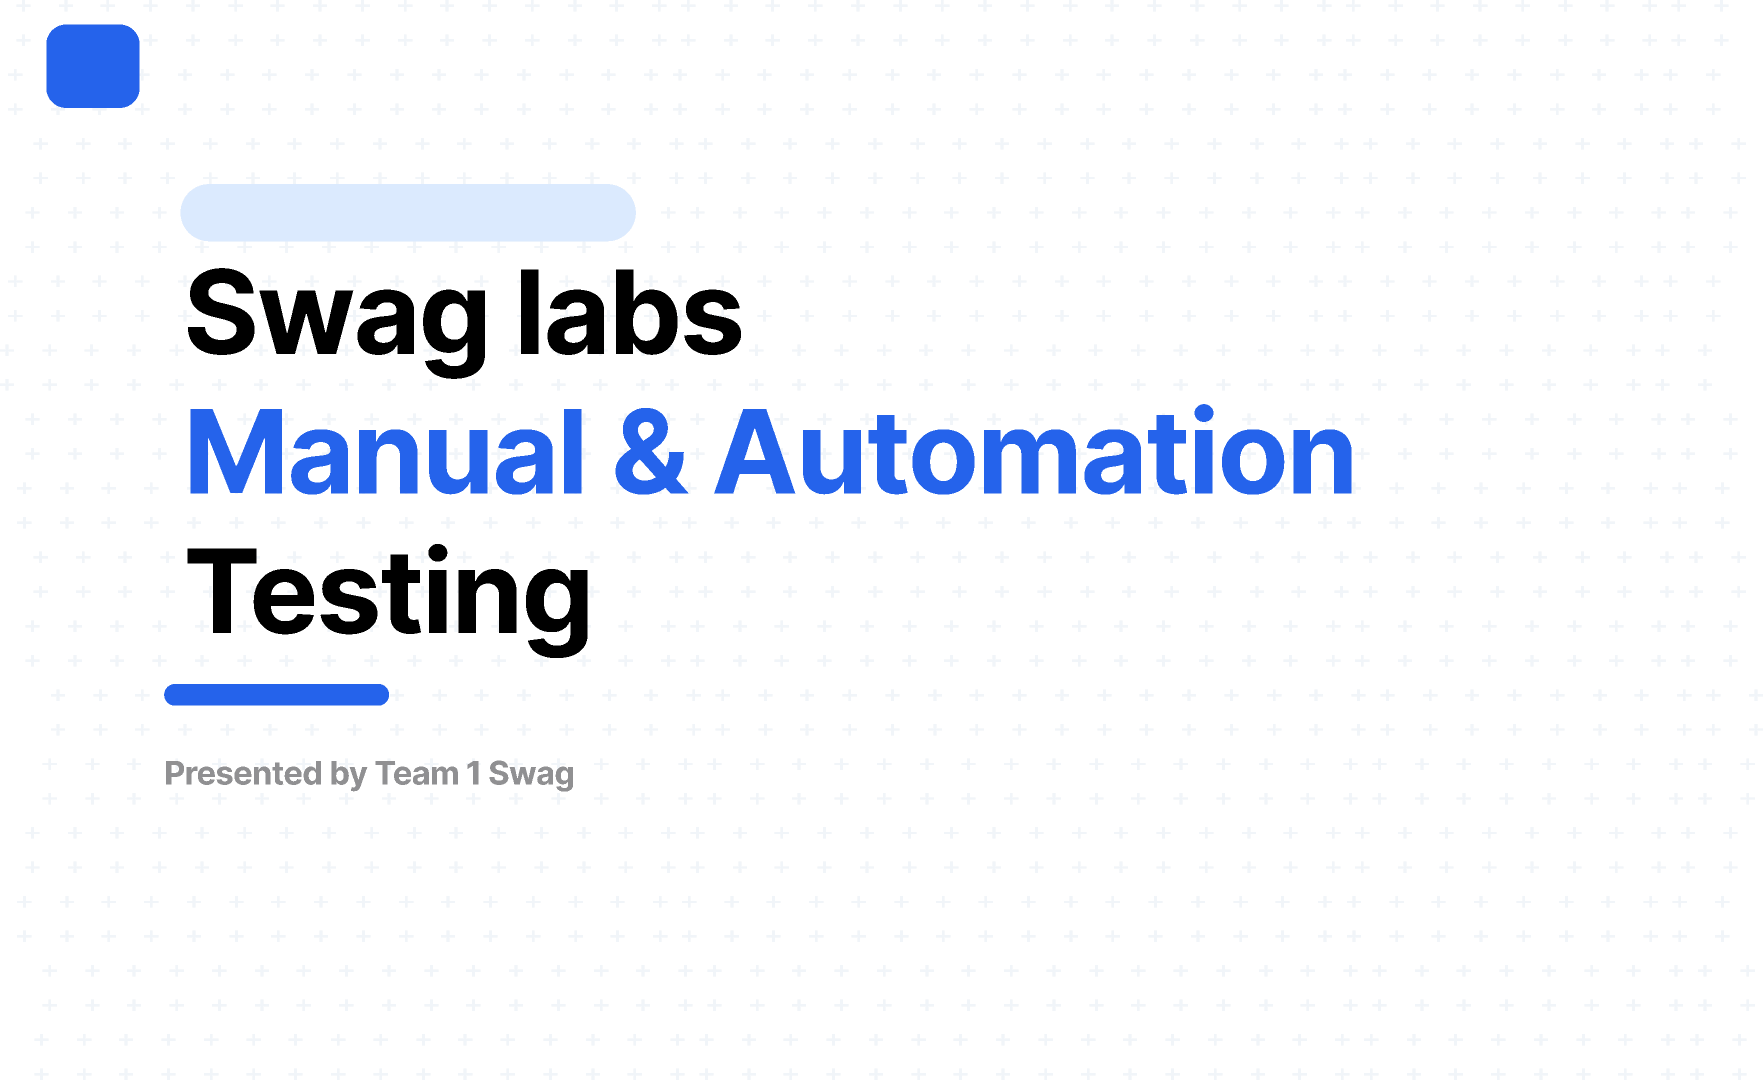 Swag labs
Manual & Automation
Testing
Presented by Team 1 Swag